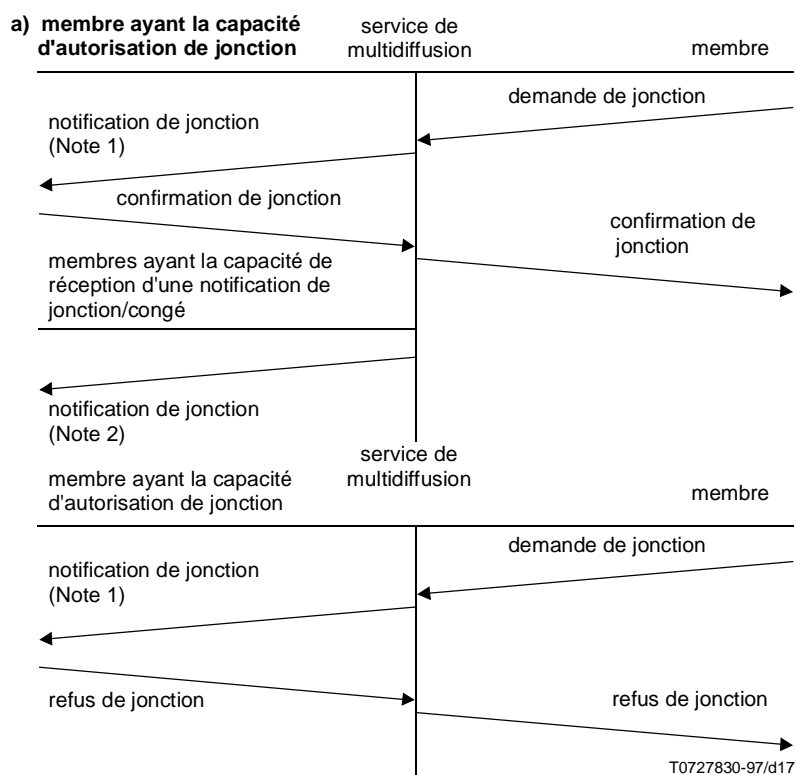 a) membre ayant la capacité
d'autorisation de jonction
service de
multidiffusion
membre
demande de jonction
notification de jonction
(Note 1)
confirmation de jonction
confirmation de
jonction
membres ayant la capacité de
réception d'une notification de
jonction/congé
notification de jonction
(Note 2)
service de
multidiffusion
membre ayant la capacité
d'autorisation de jonction
membre
demande de jonction
notification de jonction
(Note 1)
refus de jonction
refus de jonction
T0727830-97/d17